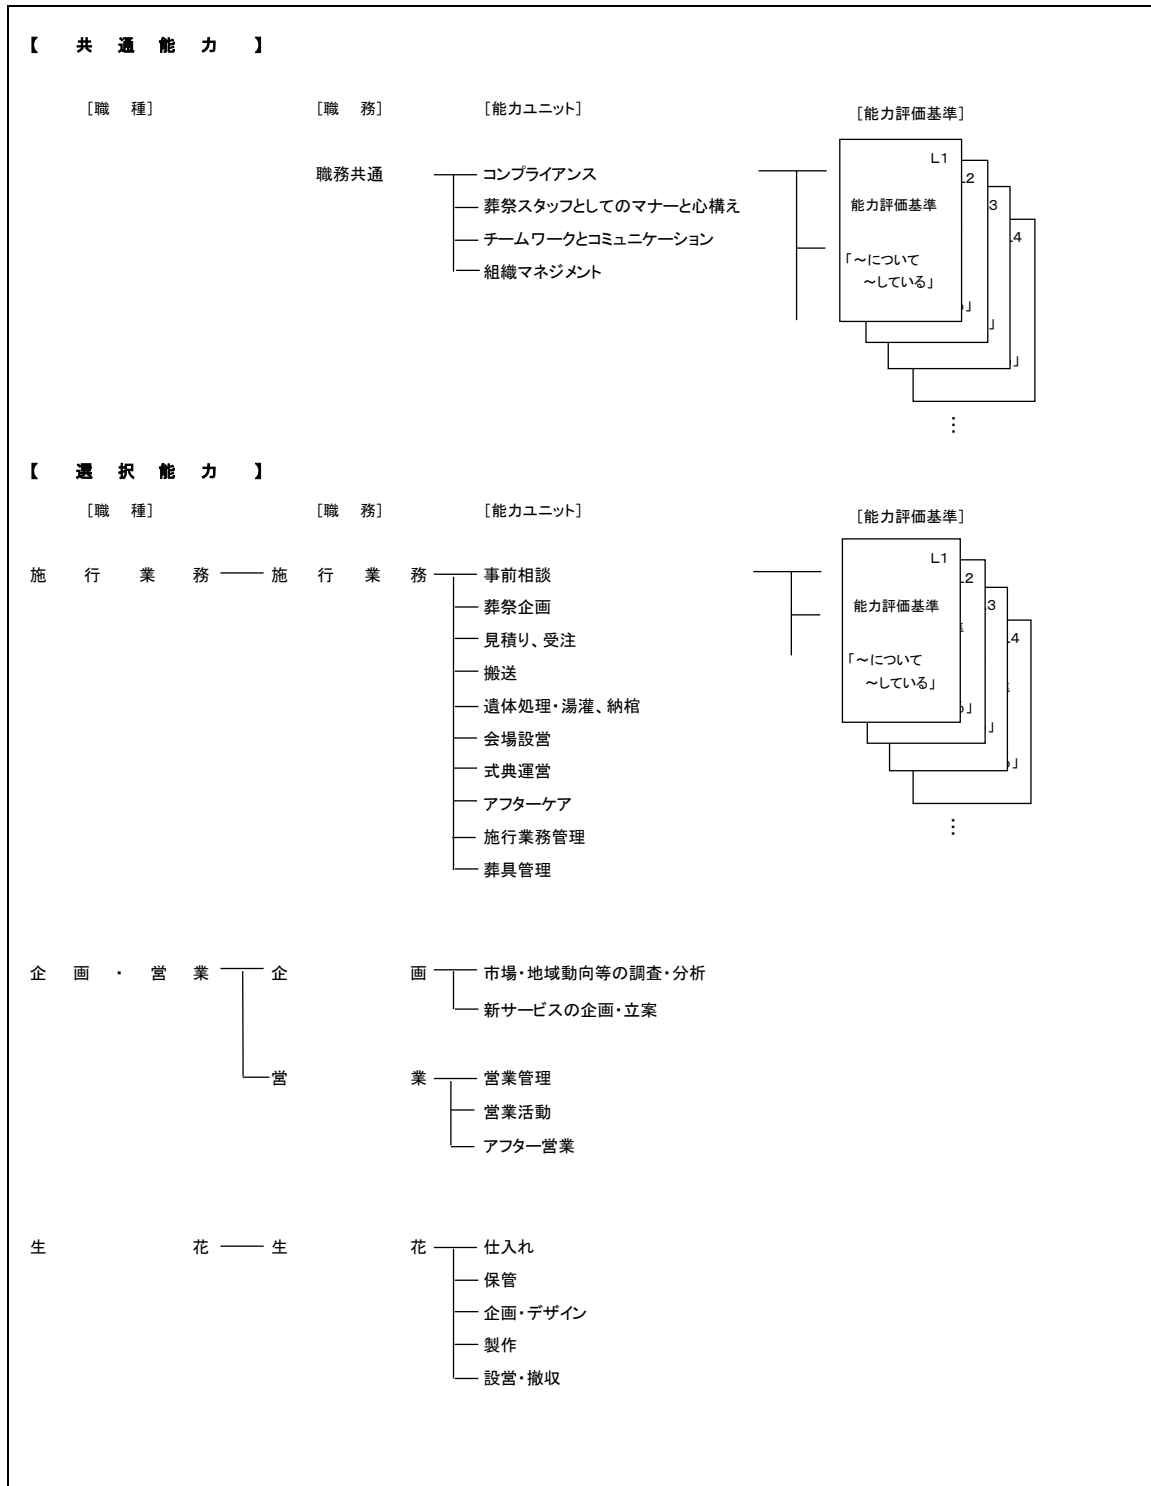 【　共　通　能　力　】
［職　種］　［職　務］　［能力ユニット］　［能力評価基準］
職務共通　コンプライアンス
葬祭スタッフとしてのマナーと心構え
チームワークとコミュニケーション
組織マネジメント
L1
L2
3
L4
能力評価基準
「～について
～している」
…
【　選　択　能　力　】
［職　種］　［職　務］　［能力ユニット］　［能力評価基準］
施　行　業　務　施　行　業　務　事前相談
葬祭企画
見積り、受注
搬送
遺体処理・湯灌、納棺
会場設営
式典運営
アフターケア
施行業務管理
葬具管理
L1
L2
L3
L4
能力評価基準
「～について
～している」
…
企　画　・　営　業　企　画　市場・地域動向等の調査・分析
新サービスの企画・立案
営　業　営業管理
営業活動
アフター営業
生　花　生　花　仕入れ
保管
企画・デザイン
製作
設営・撤収